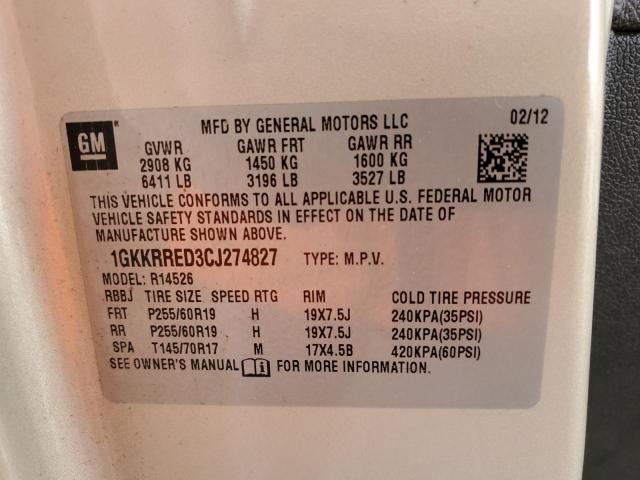 GM
MFD BY GENERAL MOTORS LLC 02/12
GVWR GAWR FRT GAWR RR
2908 KG 1450 KG 1600 KG
6411 LB 3196 LB 3527 LB
THIS VEHICLE CONFORMS TO ALL APPLICABLE U.S. FEDERAL MOTOR
VEHICLE SAFETY STANDARDS IN EFFECT ON THE DATE OF
MANUFACTURE SHOWN ABOVE.
1GKKRRED3CJ274827 TYPE: M.P.V.
MODEL: R14526
RBBJ TIRE SIZE SPEED RTG RIM COLD TIRE PRESSURE
FRT P255/60R19 H 19X7.5J 240KPA(35PSI)
RR P255/60R19 H 19X7.5J 240KPA(35PSI)
SPA T145/70R17 M 17X4.5B 420KPA(60PSI)
SEE OWNER'S MANUAL FOR MORE INFORMATION.